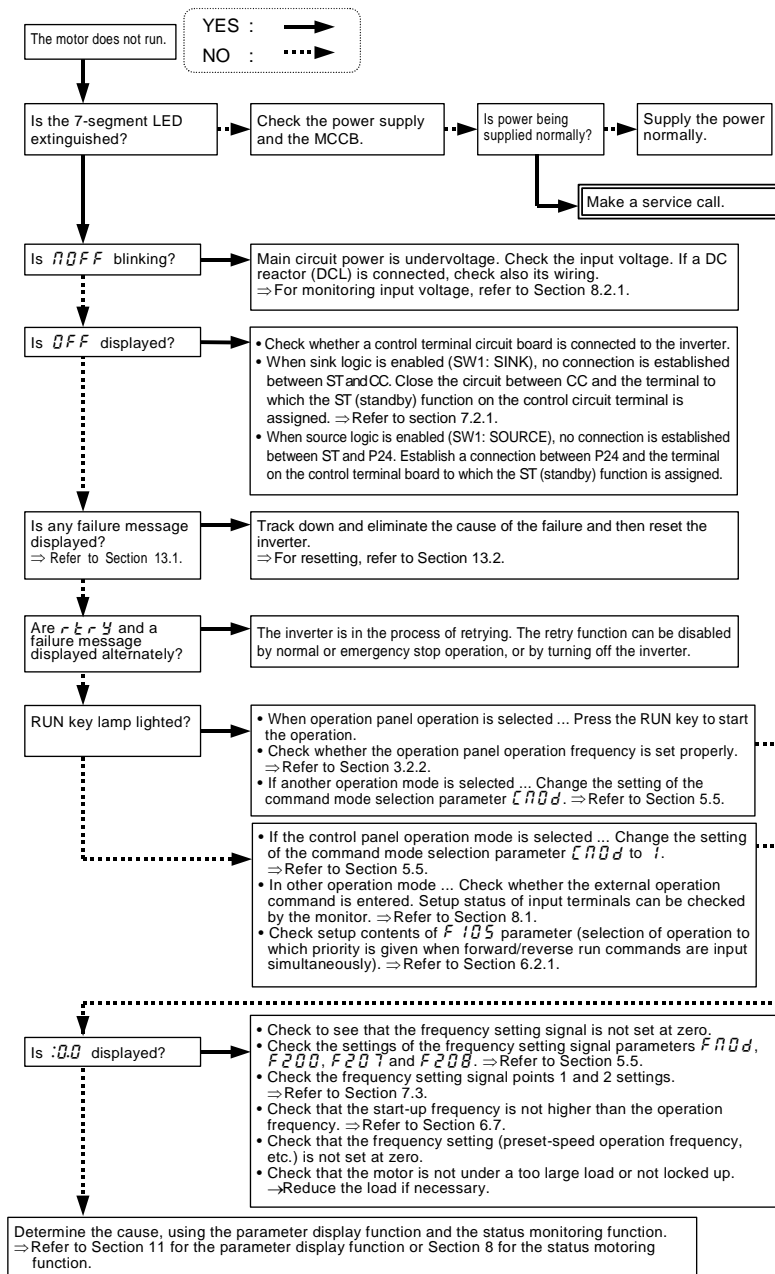 The motor does not run.
YES :
NO :
Is the 7-segment LED
extinguished?
Check the power supply
and the MCCB.
Is power being
supplied normally?
Supply the power
normally.
Make a service call.
Is MOFF blinking?
Main circuit power is undervoltage. Check the input voltage. If a DC
reactor (DCL) is connected, check also its wiring.
⇒For monitoring input voltage, refer to Section 8.2.1.
Is OFF displayed?
• Check whether a control terminal circuit board is connected to the inverter.
• When sink logic is enabled (SW1: SINK), no connection is established
between ST and CC. Close the circuit between CC and the terminal to
which the ST (standby) function on the control circuit terminal is
assigned. ⇒Refer to section 7.2.1.
• When source logic is enabled (SW1: SOURCE), no connection is established
between ST and P24. Establish a connection between P24 and the terminal
on the control terminal board to which the ST (standby) function is assigned.
Is any failure message
displayed?
⇒ Refer to Section 13.1.
Track down and eliminate the cause of the failure and then reset the
inverter.
⇒For resetting, refer to Section 13.2.
Are rtry and a
failure message
displayed alternately?
The inverter is in the process of retrying. The retry function can be disabled
by normal or emergency stop operation, or by turning off the inverter.
RUN key lamp lighted?
• When operation panel operation is selected ... Press the RUN key to start
the operation.
• Check whether the operation panel operation frequency is set properly.
⇒Refer to Section 3.2.2.
• If another operation mode is selected ... Change the setting of the
command mode selection parameter CMOd. ⇒Refer to Section 5.5.
• If the control panel operation mode is selected ... Change the setting
of the command mode selection parameter CMOd to 1.
⇒Refer to Section 5.5.
• In other operation mode ... Check whether the external operation
command is entered. Setup status of input terminals can be checked
by the monitor. ⇒Refer to Section 8.1.
• Check setup contents of F105 parameter (selection of operation to
which priority is given when forward/reverse run commands are input
simultaneously). ⇒Refer to Section 6.2.1.
Is :0.0 displayed?
• Check to see that the frequency setting signal is not set at zero.
• Check the settings of the frequency setting signal parameters FMOd,
F200, F207 and F208. ⇒Refer to Section 5.5.
• Check the frequency setting signal points 1 and 2 settings.
⇒Refer to Section 7.3.
• Check that the start-up frequency is not higher than the operation
frequency. ⇒Refer to Section 6.7.
• Check that the frequency setting (preset-speed operation frequency,
etc.) is not set at zero.
• Check that the motor is not under a too large load or not locked up.
→Reduce the load if necessary.
Determine the cause, using the parameter display function and the status monitoring function.
⇒Refer to Section 11 for the parameter display function or Section 8 for the status motoring
function.